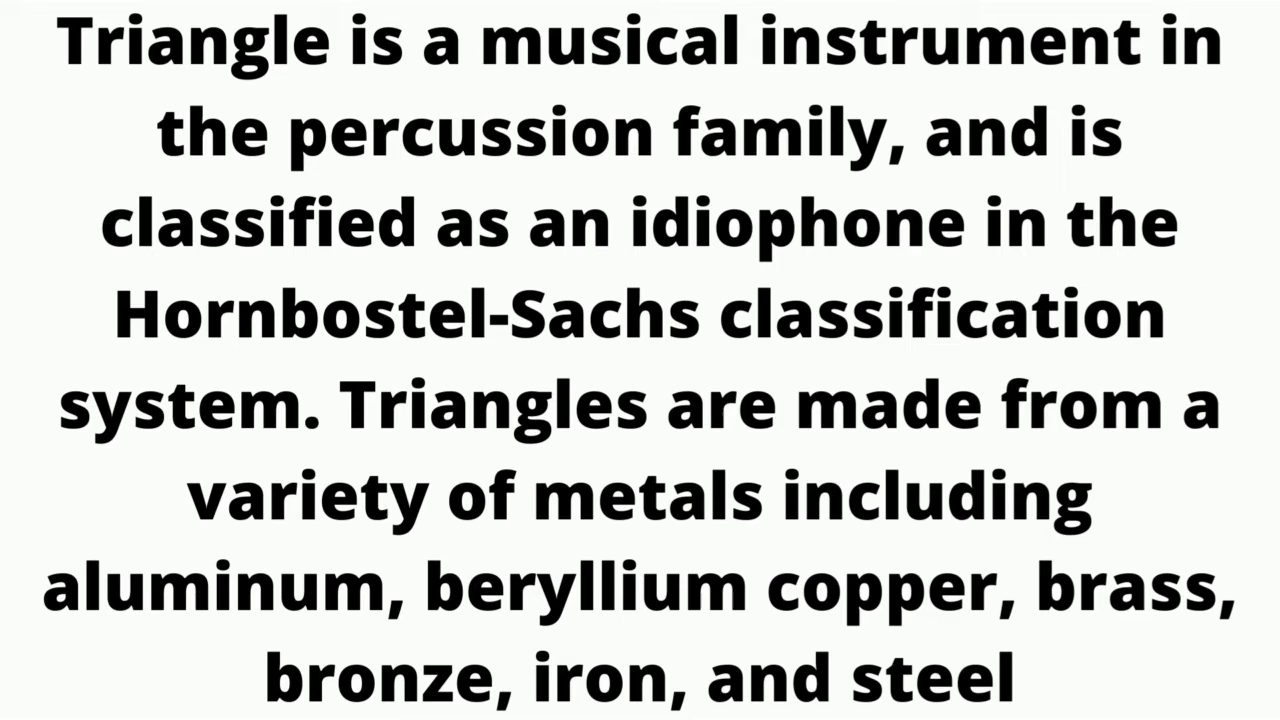 Triangle is a musical instrument in
the percussion family, and is
classified as an idiophone in the
Hornbostel-Sachs classification
system. Triangles are made from a
variety of metals including
aluminum, beryllium copper, brass,
bronze, iron, and steel